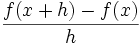 f(x + h) − f(x)
h